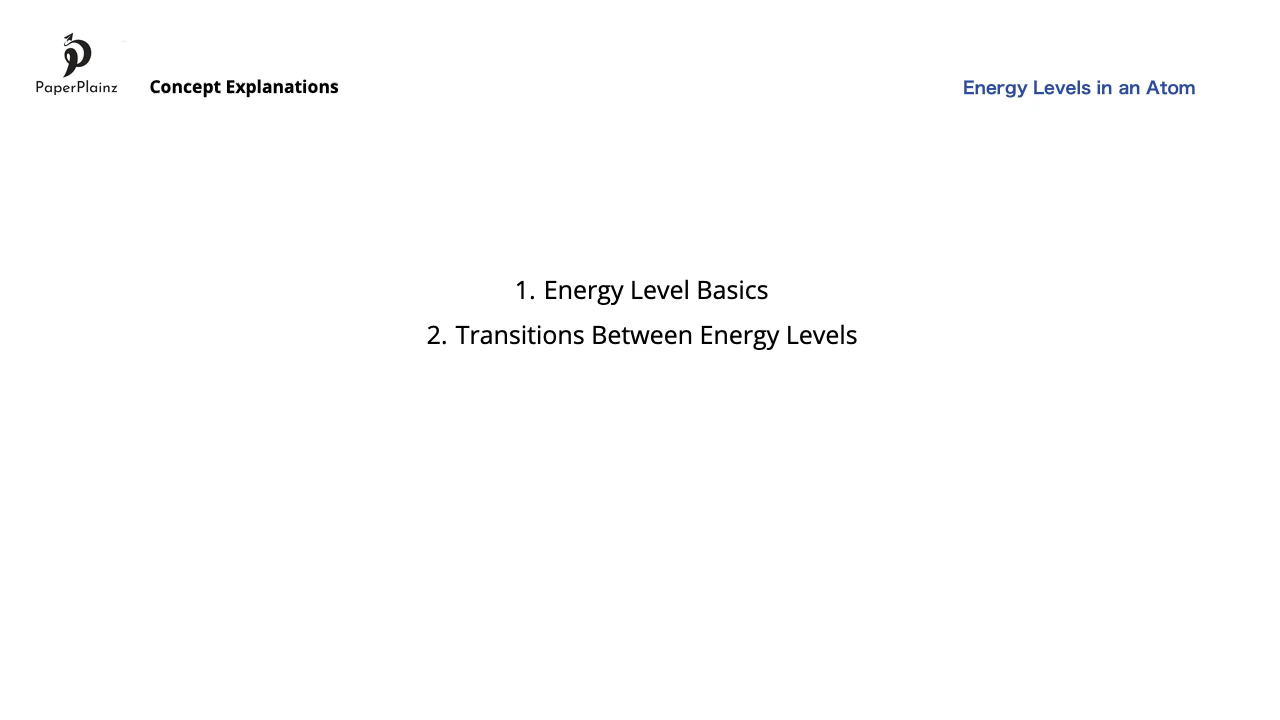 PaperPlainz
Concept Explanations
Energy Levels in an Atom
1. Energy Level Basics
2. Transitions Between Energy Levels